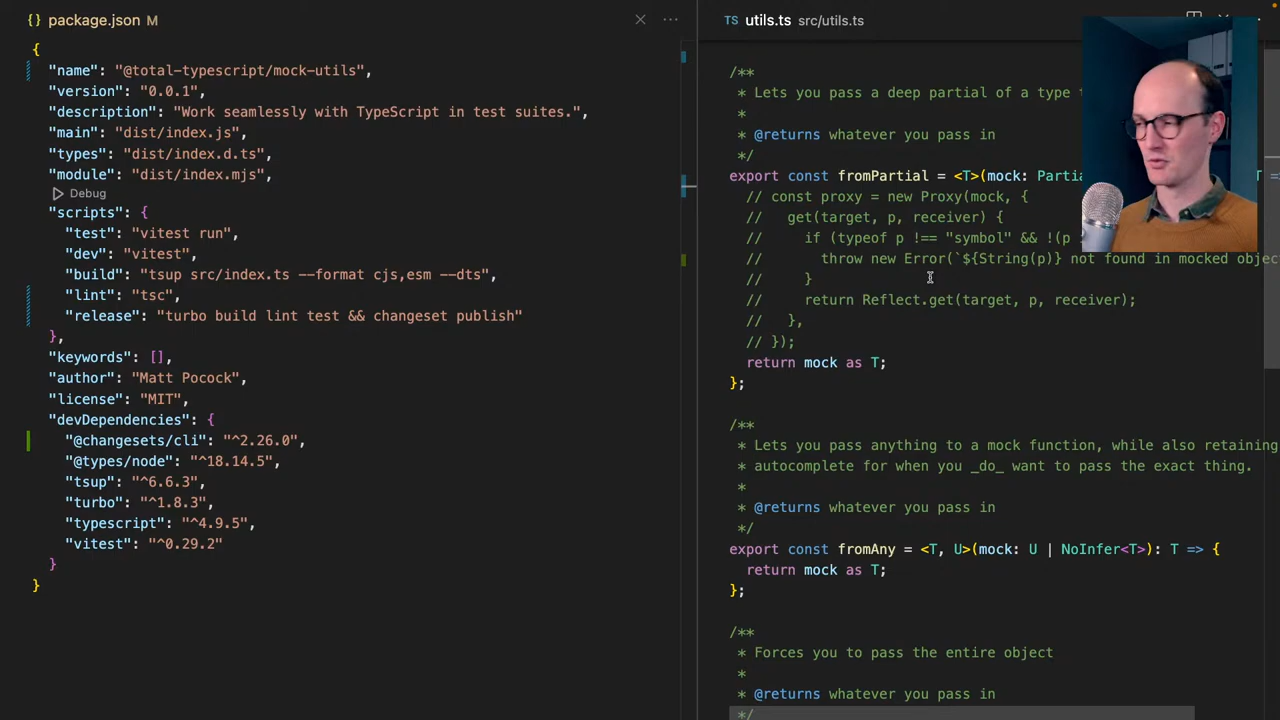 package.json M
{
"name": "@total-typescript/mock-utils",
"version": "0.0.1",
"description": "Work seamlessly with TypeScript in test suites.",
"main": "dist/index.js",
"types": "dist/index.d.ts",
"module": "dist/index.mjs",
Debug
"scripts": {
"test": "vitest run",
"dev": "vitest",
"build": "tsup src/index.ts --format cjs,esm --dts",
"lint": "tsc",
"release": "turbo build lint test && changeset publish"
},
"keywords": [],
"author": "Matt Pocock",
"license": "MIT",
"devDependencies": {
"@changesets/cli": "^2.26.0",
"@types/node": "^18.14.5",
"tsup": "^6.6.3",
"turbo": "^1.8.3",
"typescript": "^4.9.5",
"vitest": "^0.29.2"
}
}
TS utils.ts src/utils.ts
/**
* Lets you pass a deep partial of a type
*
* @returns whatever you pass in
*/
export const fromPartial = <T>(mock: Partia T =>
// const proxy = new Proxy(mock, {
// get(target, p, receiver) {
// if (typeof p !== "symbol" && !(p
// throw new Error(`${String(p)} not found in mocked objec
// }
// return Reflect.get(target, p, receiver);
// },
// });
return mock as T;
};
/**
* Lets you pass anything to a mock function, while also retaining
* autocomplete for when you _do_ want to pass the exact thing.
*
* @returns whatever you pass in
*/
export const fromAny = <T, U>(mock: U | NoInfer<T>): T => {
return mock as T;
};
/**
* Forces you to pass the entire object
*
* @returns whatever you pass in
*/